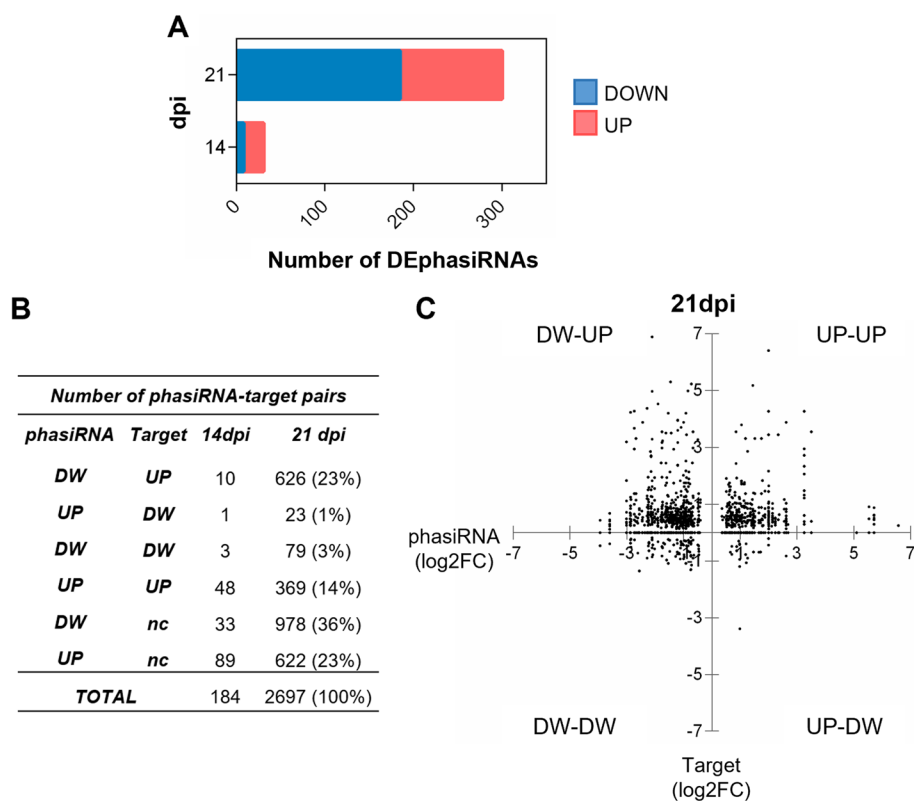 A
21
14
dpi
0 100 200 300
Number of DEphasiRNAs
DOWN
UP
B
Number of phasiRNA-target pairs
phasiRNA Target 14dpi 21 dpi
DW UP 10 626 (23%)
UP DW 1 23 (1%)
DW DW 3 79 (3%)
UP UP 48 369 (14%)
DW nc 33 978 (36%)
UP nc 89 622 (23%)
TOTAL 184 2697 (100%)
C
21dpi
DW-UP 7 UP-UP
5
3
phasiRNA
(log2FC)
-7 -5 -3 3 5 7
-1
-3
-5
-7
DW-DW UP-DW
Target
(log2FC)